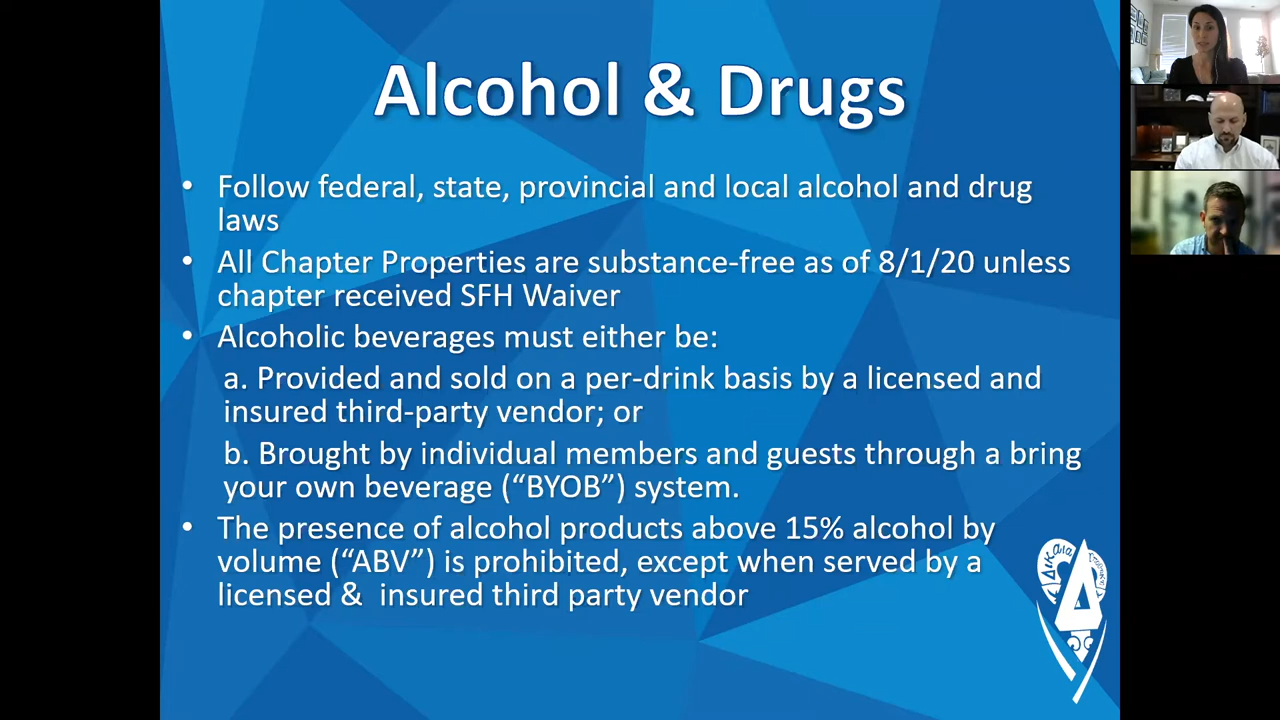 Alcohol & Drugs
• Follow federal, state, provincial and local alcohol and drug
laws
• All Chapter Properties are substance-free as of 8/1/20 unless
chapter received SFH Waiver
• Alcoholic beverages must either be:
a. Provided and sold on a per-drink basis by a licensed and
insured third-party vendor; or
b. Brought by individual members and guests through a bring
your own beverage (“BYOB”) system.
• The presence of alcohol products above 15% alcohol by
volume (“ABV”) is prohibited, except when served by a
licensed &  insured third party vendor
Δ